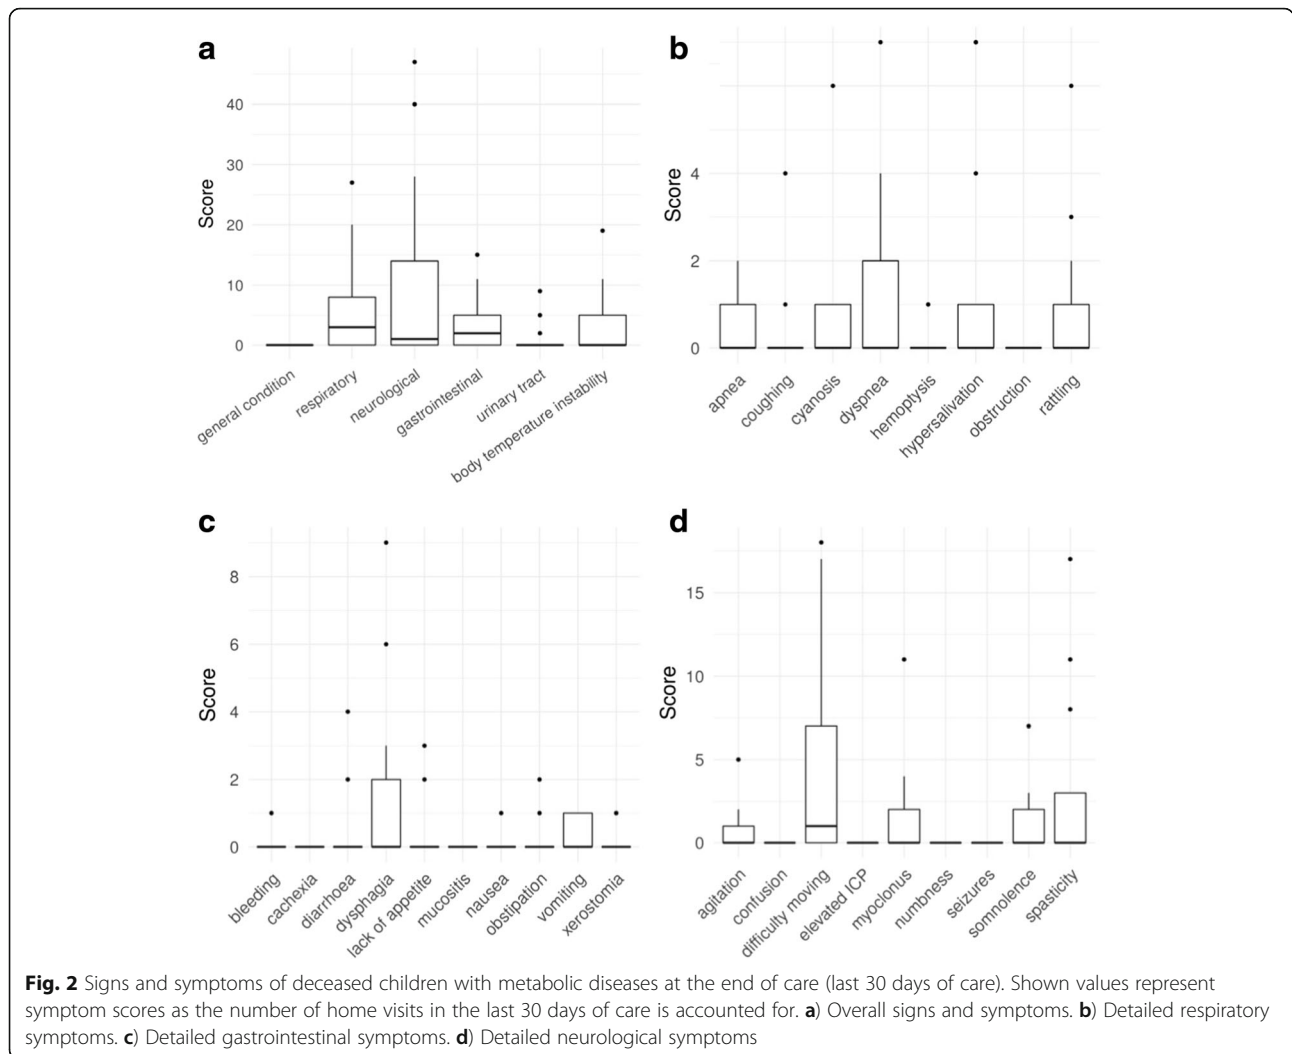 a
Score
40
30
20
10
0
general condition
respiratory
neurological
gastrointestinal
urinary tract
body temperature instability
b
Score
4
2
0
apnea
coughing
cyanosis
dyspnea
hemoptysis
hypersalivation
obstruction
rattling
c
Score
8
6
4
2
0
bleeding
cachexia
diarrhoea
dysphagia
lack of appetite
mucositis
nausea
obstipation
vomiting
xerostomia
d
Score
15
10
5
0
agitation
confusion
difficulty moving
elevated ICP
myoclonus
numbness
seizures
somnolence
spasticity
Fig. 2 Signs and symptoms of deceased children with metabolic diseases at the end of care (last 30 days of care). Shown values represent
symptom scores as the number of home visits in the last 30 days of care is accounted for. a) Overall signs and symptoms. b) Detailed respiratory
symptoms. c) Detailed gastrointestinal symptoms. d) Detailed neurological symptoms